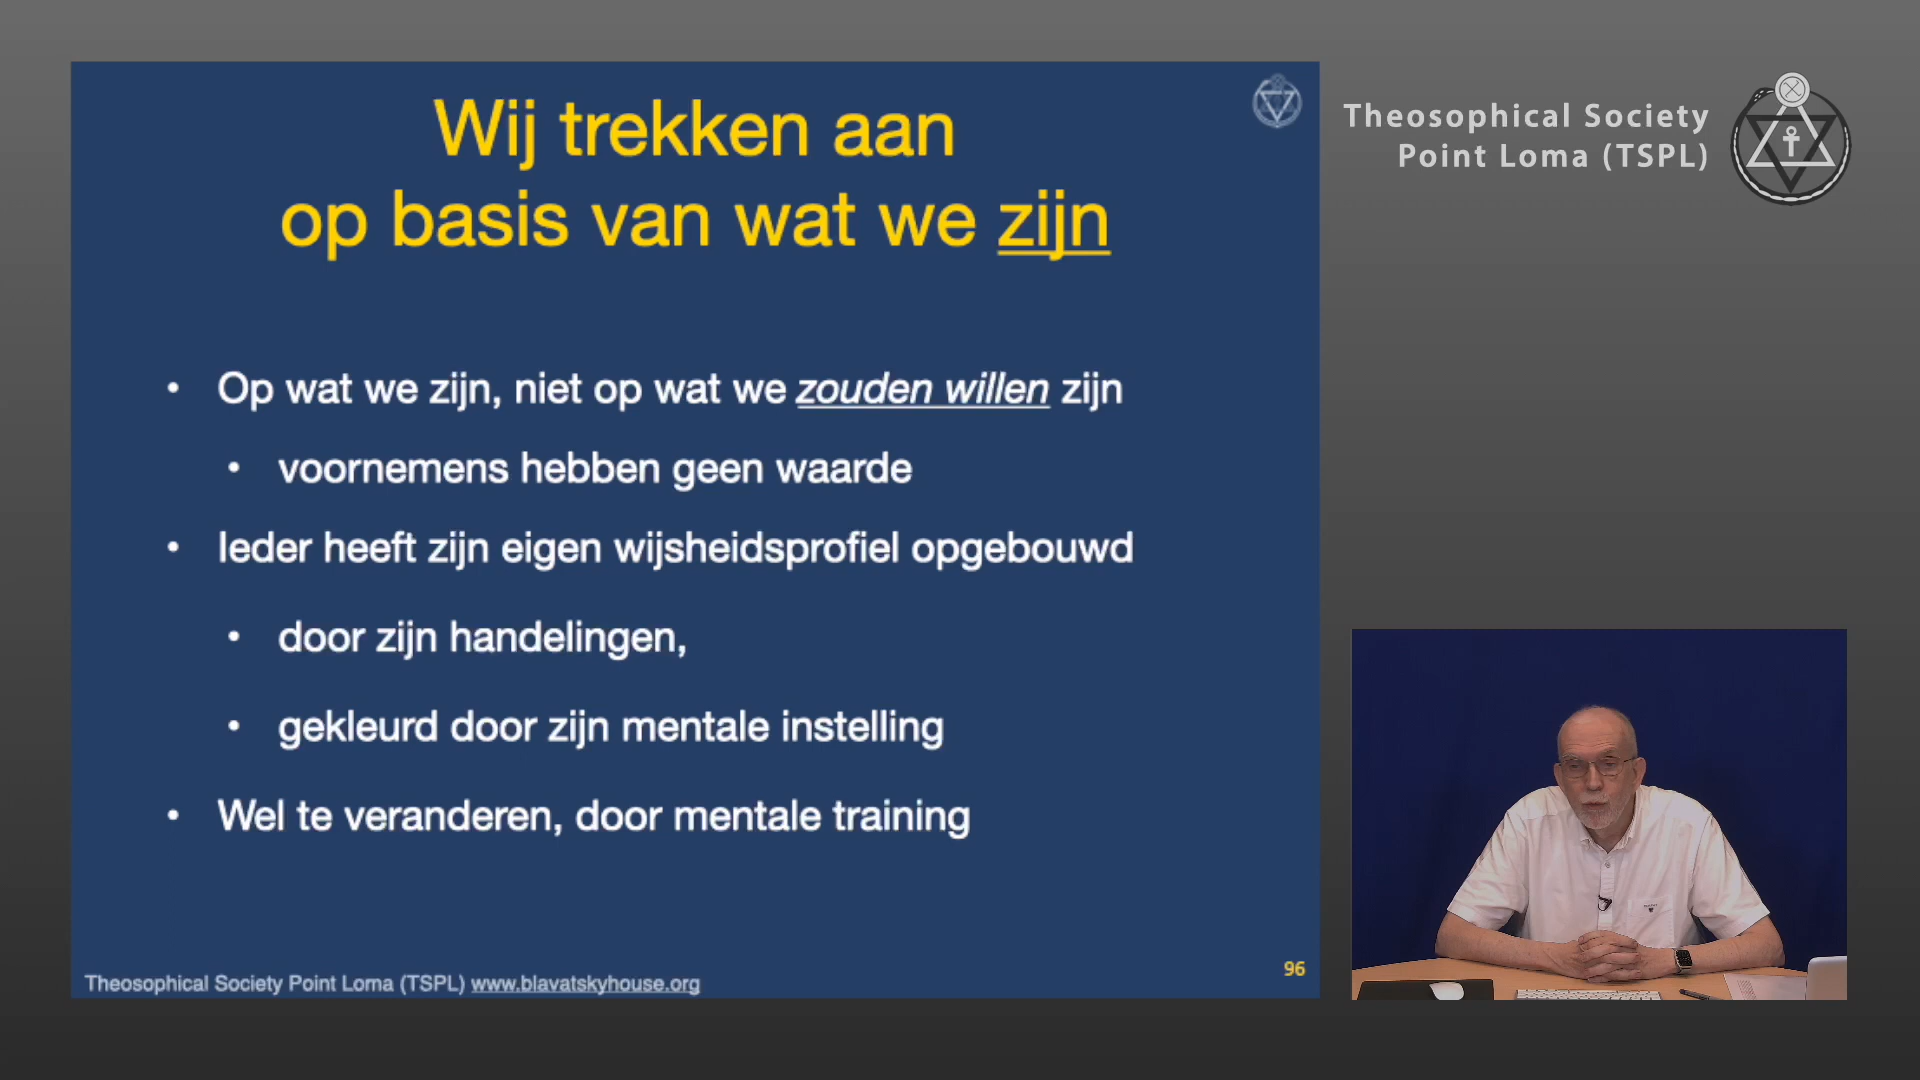 Wij trekken aan
op basis van wat we zijn
• Op wat we zijn, niet op wat we zouden willen zijn
• voornemens hebben geen waarde
• Ieder heeft zijn eigen wijsheidsprofiel opgebouwd
• door zijn handelingen,
• gekleurd door zijn mentale instelling
• Wel te veranderen, door mentale training
Theosophical Society Point Loma (TSPL) www.blavatskyhouse.org
96
Theosophical Society
Point Loma (TSPL)